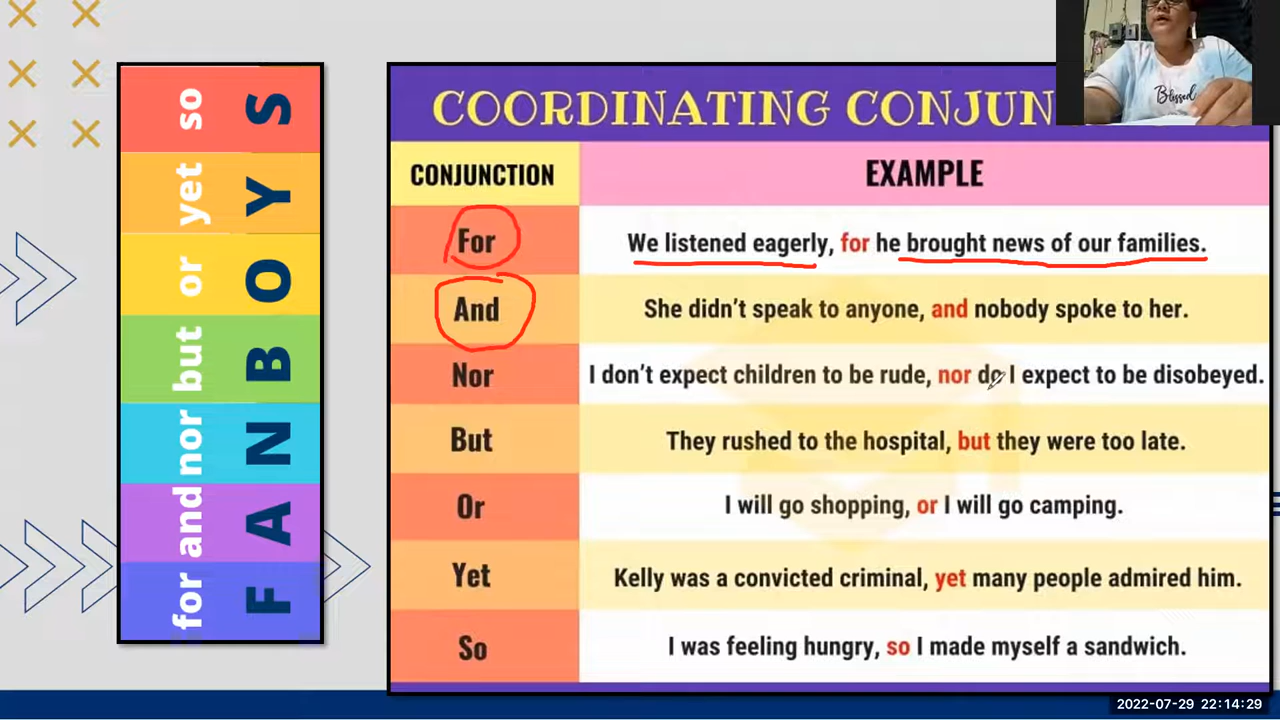 for and nor but or yet so
F A N B O Y S
COORDINATING CONJUN
CONJUNCTION EXAMPLE
For We listened eagerly, for he brought news of our families.
And She didn't speak to anyone, and nobody spoke to her.
Nor I don't expect children to be rude, nor do I expect to be disobeyed.
But They rushed to the hospital, but they were too late.
Or I will go shopping, or I will go camping.
Yet Kelly was a convicted criminal, yet many people admired him.
So I was feeling hungry, so I made myself a sandwich.
Blessed
2022-07-29 22:14:29